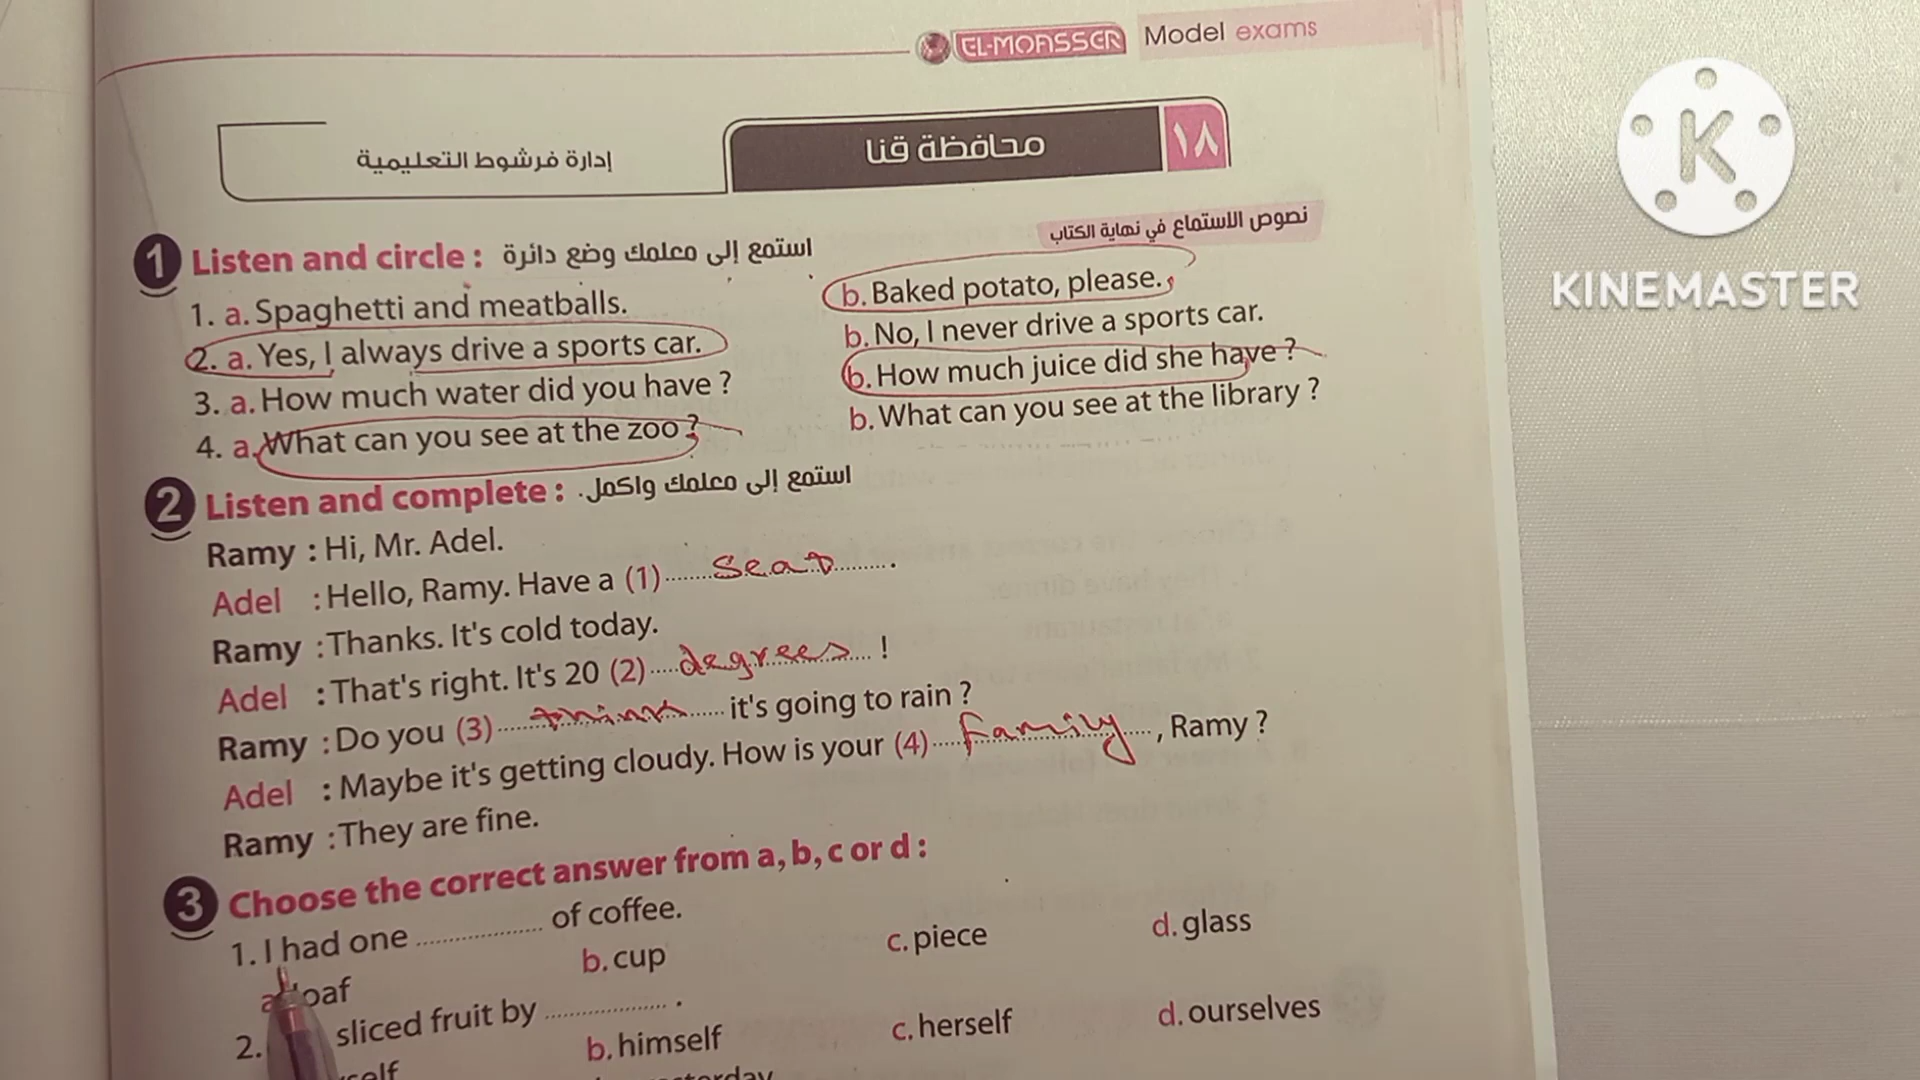 EL-MOASSER Model exams
١٨ محافظة قنا إدارة فرشوط التعليمية
K
KINEMASTER
نصوص الاستماع في نهاية الكتاب
1 Listen and circle : استمع إلى معلمك وضع دائرة
1. a. Spaghetti and meatballs. b. Baked potato, please.
2. a. Yes, I always drive a sports car. b. No, I never drive a sports car.
3. a. How much water did you have ? b. How much juice did she have ?
4. a. What can you see at the zoo ? b. What can you see at the library ?
2 Listen and complete : استمع إلى معلمك واكمل.
Ramy : Hi, Mr. Adel.
Adel : Hello, Ramy. Have a (1) seat .
Ramy : Thanks. It's cold today.
Adel : That's right. It's 20 (2) degrees !
Ramy : Do you (3) think it's going to rain ?
Adel : Maybe it's getting cloudy. How is your (4) family , Ramy ?
Ramy : They are fine.
3 Choose the correct answer from a, b, c or d :
1. I had one .................... of coffee.
a. loaf b. cup c. piece d. glass
2. sliced fruit by .................... .
b. himself c. herself d. ourselves